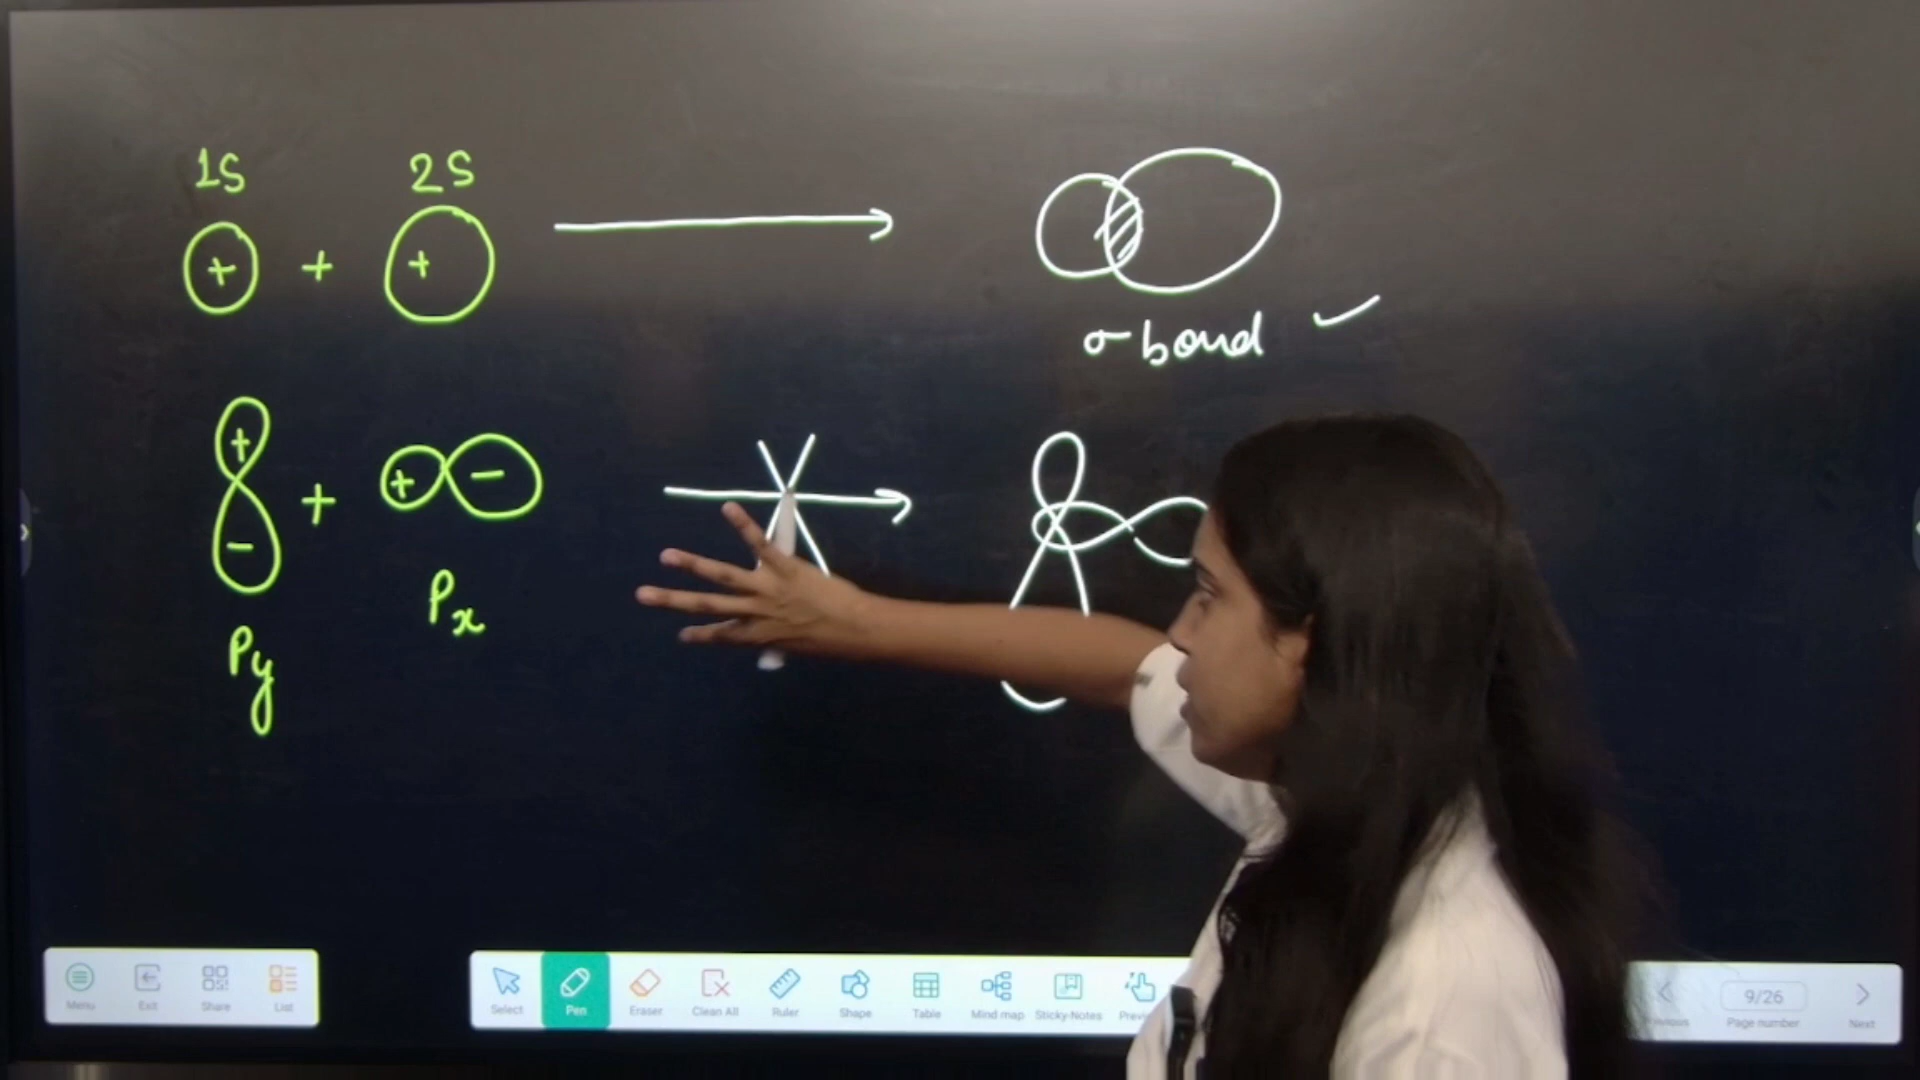 1S 2S
+ + +
σ bond ✓
+ - + + -
Py Px
Menu Exit Share List
Select Pen Eraser Clean All Ruler Shape Table Mind map Sticky-Notes
9/26
Page number Next